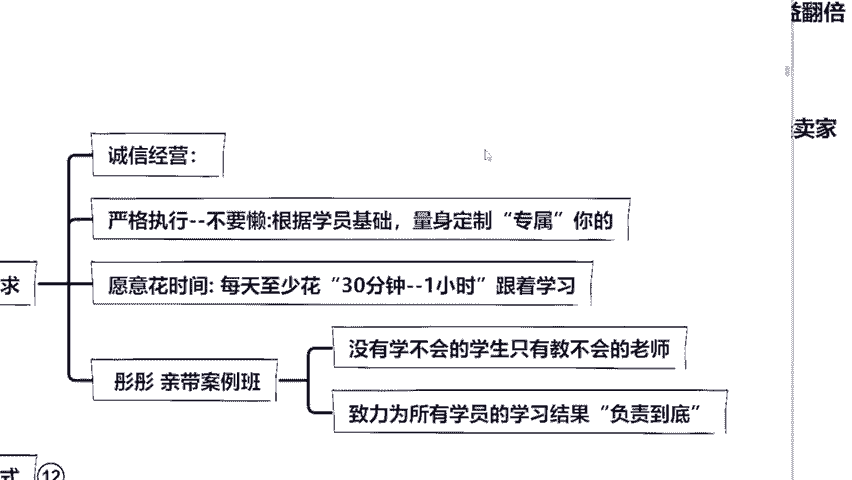 益翻倍
卖家
诚信经营：
严格执行--不要懒:根据学员基础，量身定制“专属”你的
愿意花时间: 每天至少花“30分钟--1小时”跟着学习
求
没有学不会的学生只有教不会的老师
彤彤 亲带案例班
致力为所有学员的学习结果“负责到底”
式 12